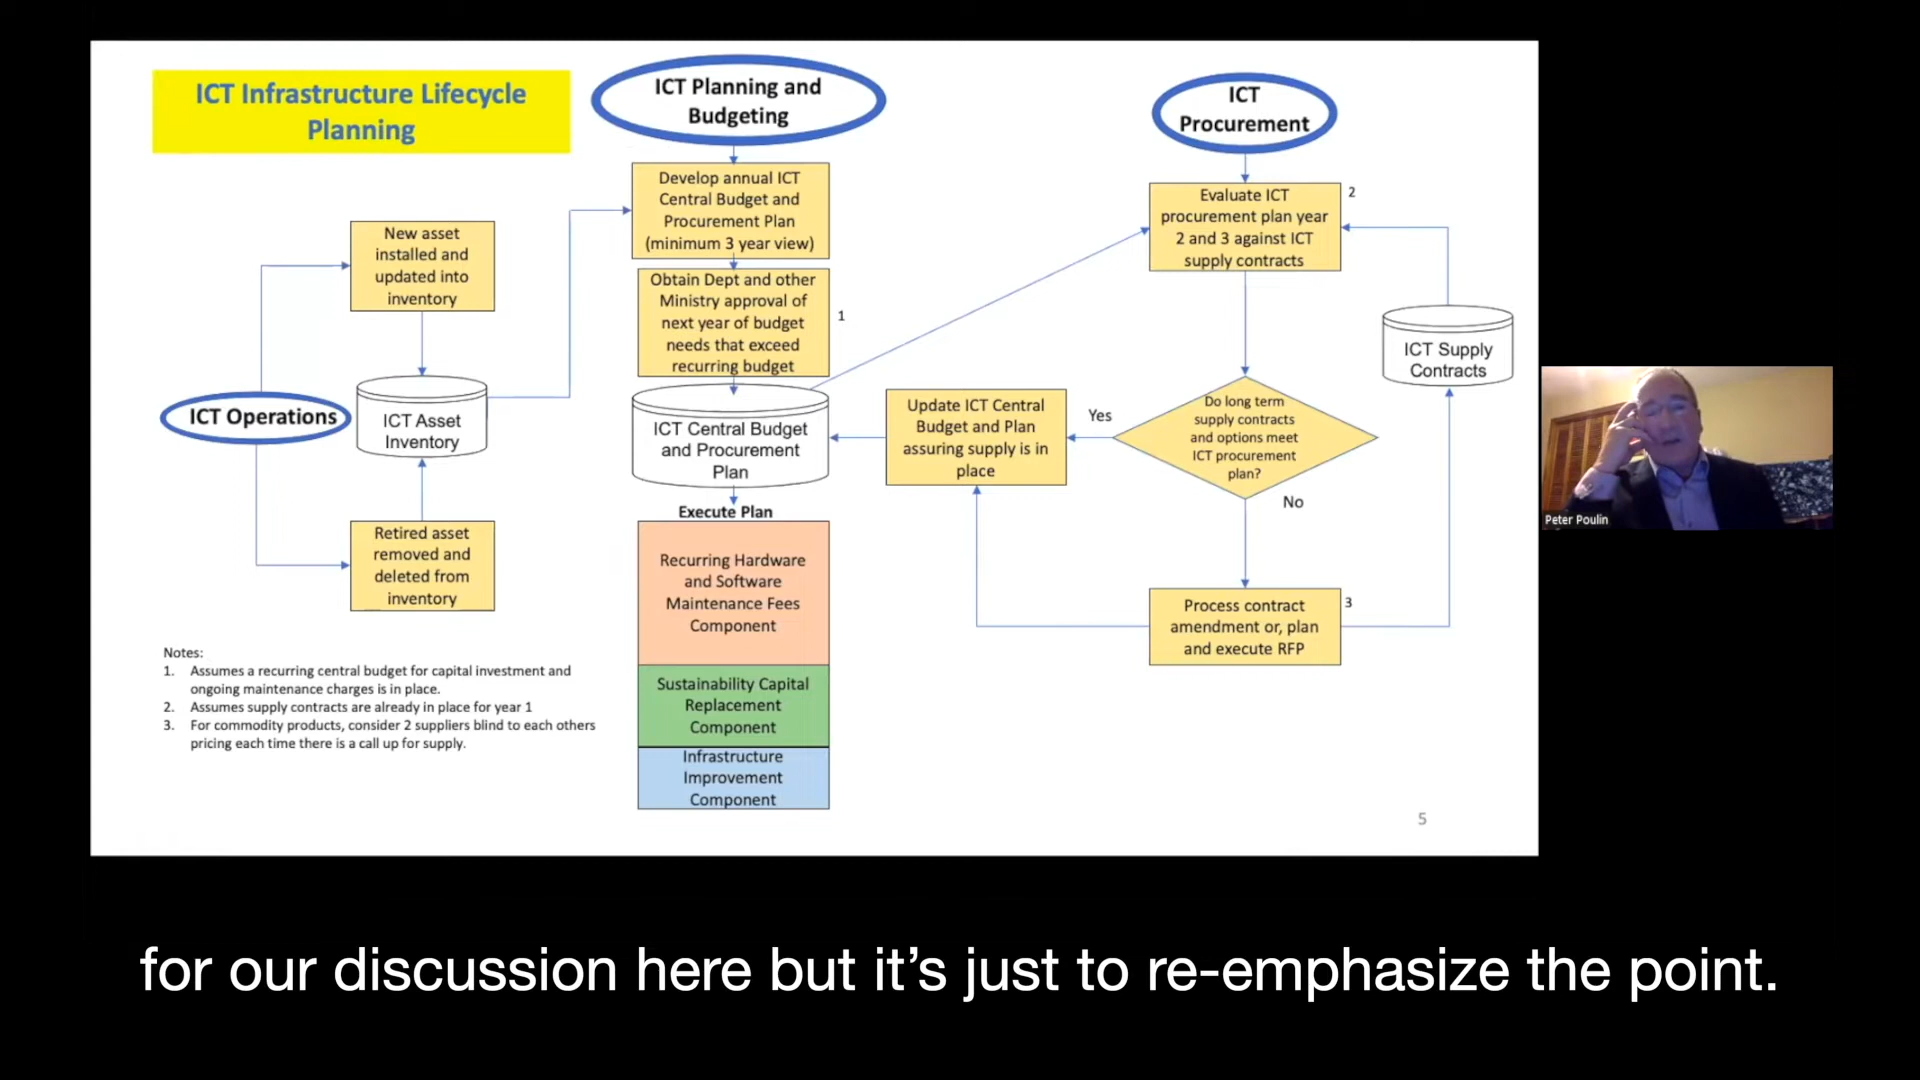 ICT Infrastructure Lifecycle
Planning
ICT Planning and
Budgeting
ICT
Procurement
Develop annual ICT
Central Budget and
Procurement Plan
(minimum 3 year view)
Evaluate ICT
procurement plan year
2 and 3 against ICT
supply contracts
2
New asset
installed and
updated into
inventory
Obtain Dept and other
Ministry approval of
next year of budget
needs that exceed
recurring budget
1
ICT Supply
Contracts
ICT Operations
ICT Asset
Inventory
ICT Central Budget
and Procurement
Plan
Update ICT Central
Budget and Plan
assuring supply is in
place
Yes
Do long term
supply contracts
and options meet
ICT procurement
plan?
No
Execute Plan
Retired asset
removed and
deleted from
inventory
Recurring Hardware
and Software
Maintenance Fees
Component
Process contract
amendment or, plan
and execute RFP
3
Sustainability Capital
Replacement
Component
Infrastructure
Improvement
Component
Notes:
1. Assumes a recurring central budget for capital investment and
ongoing maintenance charges is in place.
2. Assumes supply contracts are already in place for year 1
3. For commodity products, consider 2 suppliers blind to each others
pricing each time there is a call up for supply.
5
Peter Poulin
for our discussion here but it's just to re-emphasize the point.